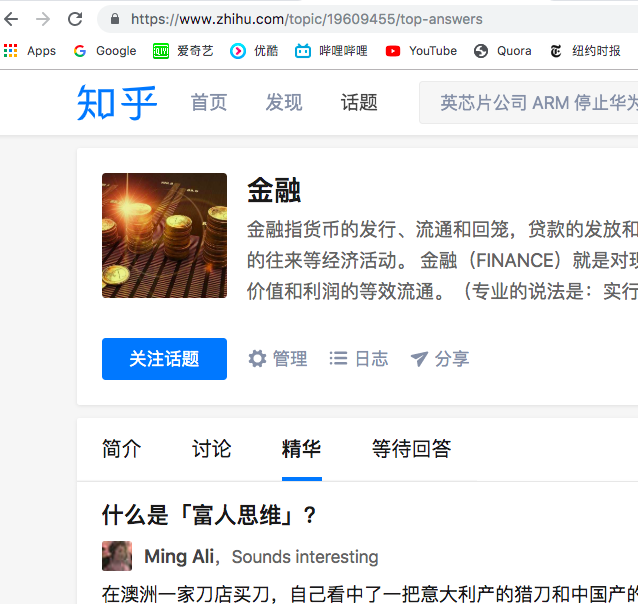 https://www.zhihu.com/topic/19609455/top-answers
Apps Google 爱奇艺 优酷 哔哩哔哩 YouTube Quora 纽约时报
知乎 首页 发现 话题 英芯片公司 ARM 停止华为
金融
金融指货币的发行、流通和回笼，贷款的发放和
的往来等经济活动。 金融（FINANCE）就是对现
价值和利润的等效流通。（专业的说法是：实行
关注话题 管理 日志 分享
简介 讨论 精华 等待回答
什么是「富人思维」?
Ming Ali，Sounds interesting
在澳洲一家刀店买刀，自己看中了一把意大利产的猎刀和中国产的